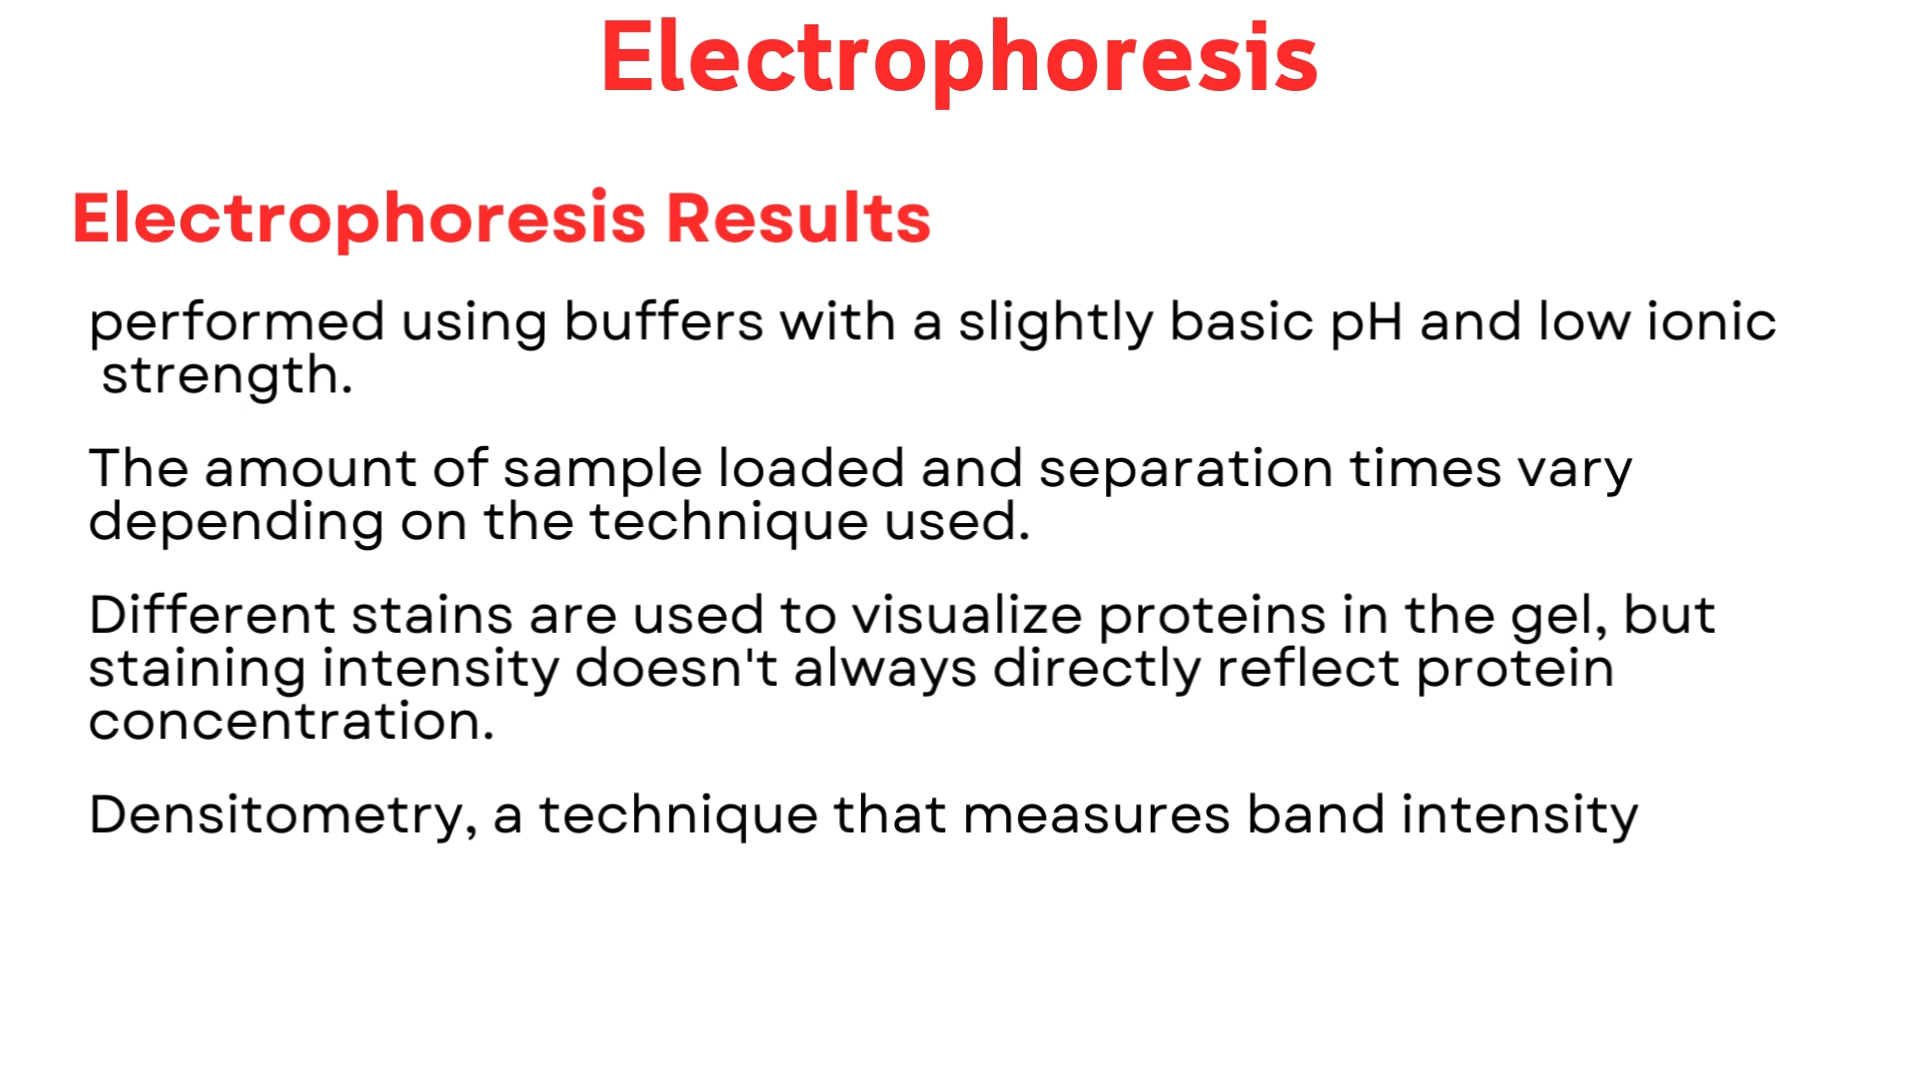 Electrophoresis
Electrophoresis Results
performed using buffers with a slightly basic pH and low ionic
strength.
The amount of sample loaded and separation times vary
depending on the technique used.
Different stains are used to visualize proteins in the gel, but
staining intensity doesn't always directly reflect protein
concentration.
Densitometry, a technique that measures band intensity